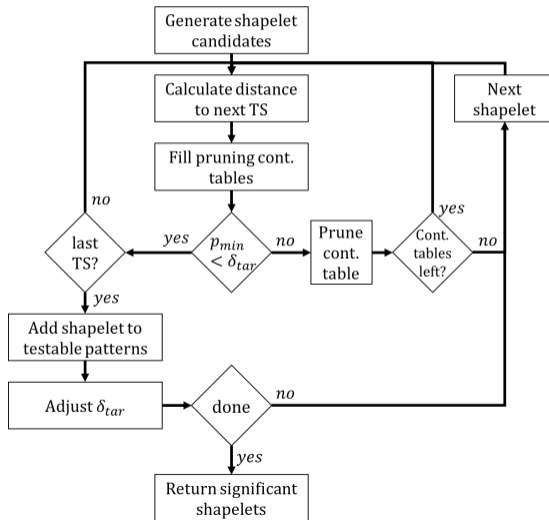 Generate shapelet
candidates
Calculate distance
to next TS
Next
shapelet
Fill pruning cont.
tables
no
yes
last
TS?
yes
p_min
< δ_tar
no
Prune
cont.
table
Cont.
tables
left?
no
yes
Add shapelet to
testable patterns
Adjust δ_tar
done
no
yes
Return significant
shapelets